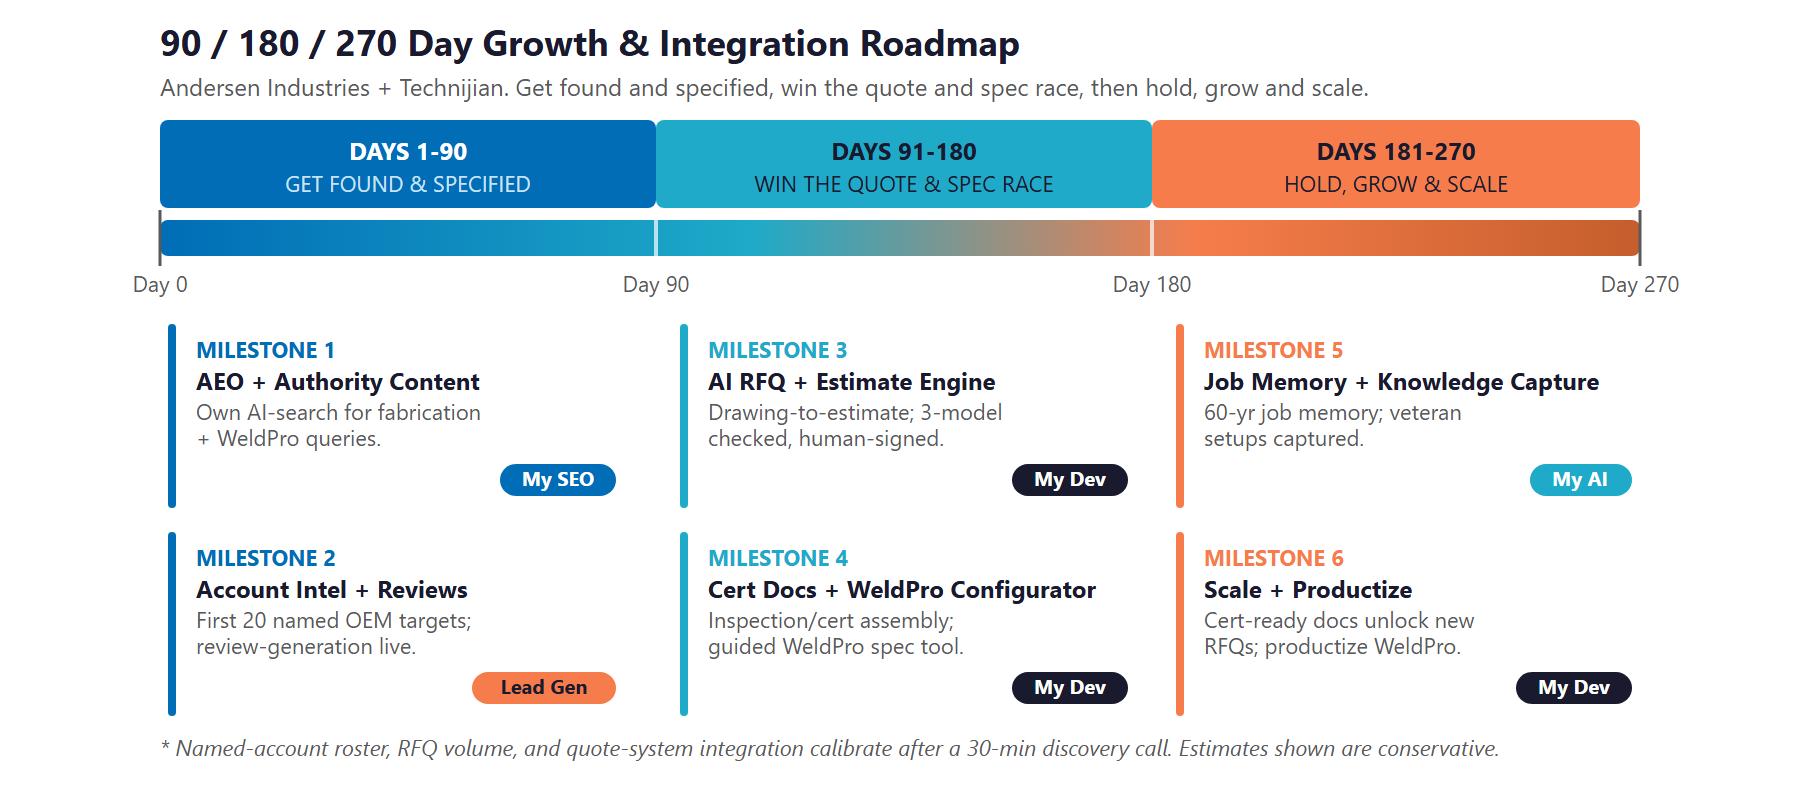 90 / 180 / 270 Day Growth & Integration Roadmap
Andersen Industries + Technijian. Get found and specified, win the quote and spec race, then hold, grow and scale.
DAYS 1-90
GET FOUND & SPECIFIED
DAYS 91-180
WIN THE QUOTE & SPEC RACE
DAYS 181-270
HOLD, GROW & SCALE
Day 0
Day 90
Day 180
Day 270
MILESTONE 1
AEO + Authority Content
Own AI-search for fabrication
+ WeldPro queries.
My SEO
MILESTONE 3
AI RFQ + Estimate Engine
Drawing-to-estimate; 3-model
checked, human-signed.
My Dev
MILESTONE 5
Job Memory + Knowledge Capture
60-yr job memory; veteran
setups captured.
My AI
MILESTONE 2
Account Intel + Reviews
First 20 named OEM targets;
review-generation live.
Lead Gen
MILESTONE 4
Cert Docs + WeldPro Configurator
Inspection/cert assembly;
guided WeldPro spec tool.
My Dev
MILESTONE 6
Scale + Productize
Cert-ready docs unlock new
RFQs; productize WeldPro.
My Dev
* Named-account roster, RFQ volume, and quote-system integration calibrate after a 30-min discovery call. Estimates shown are conservative.